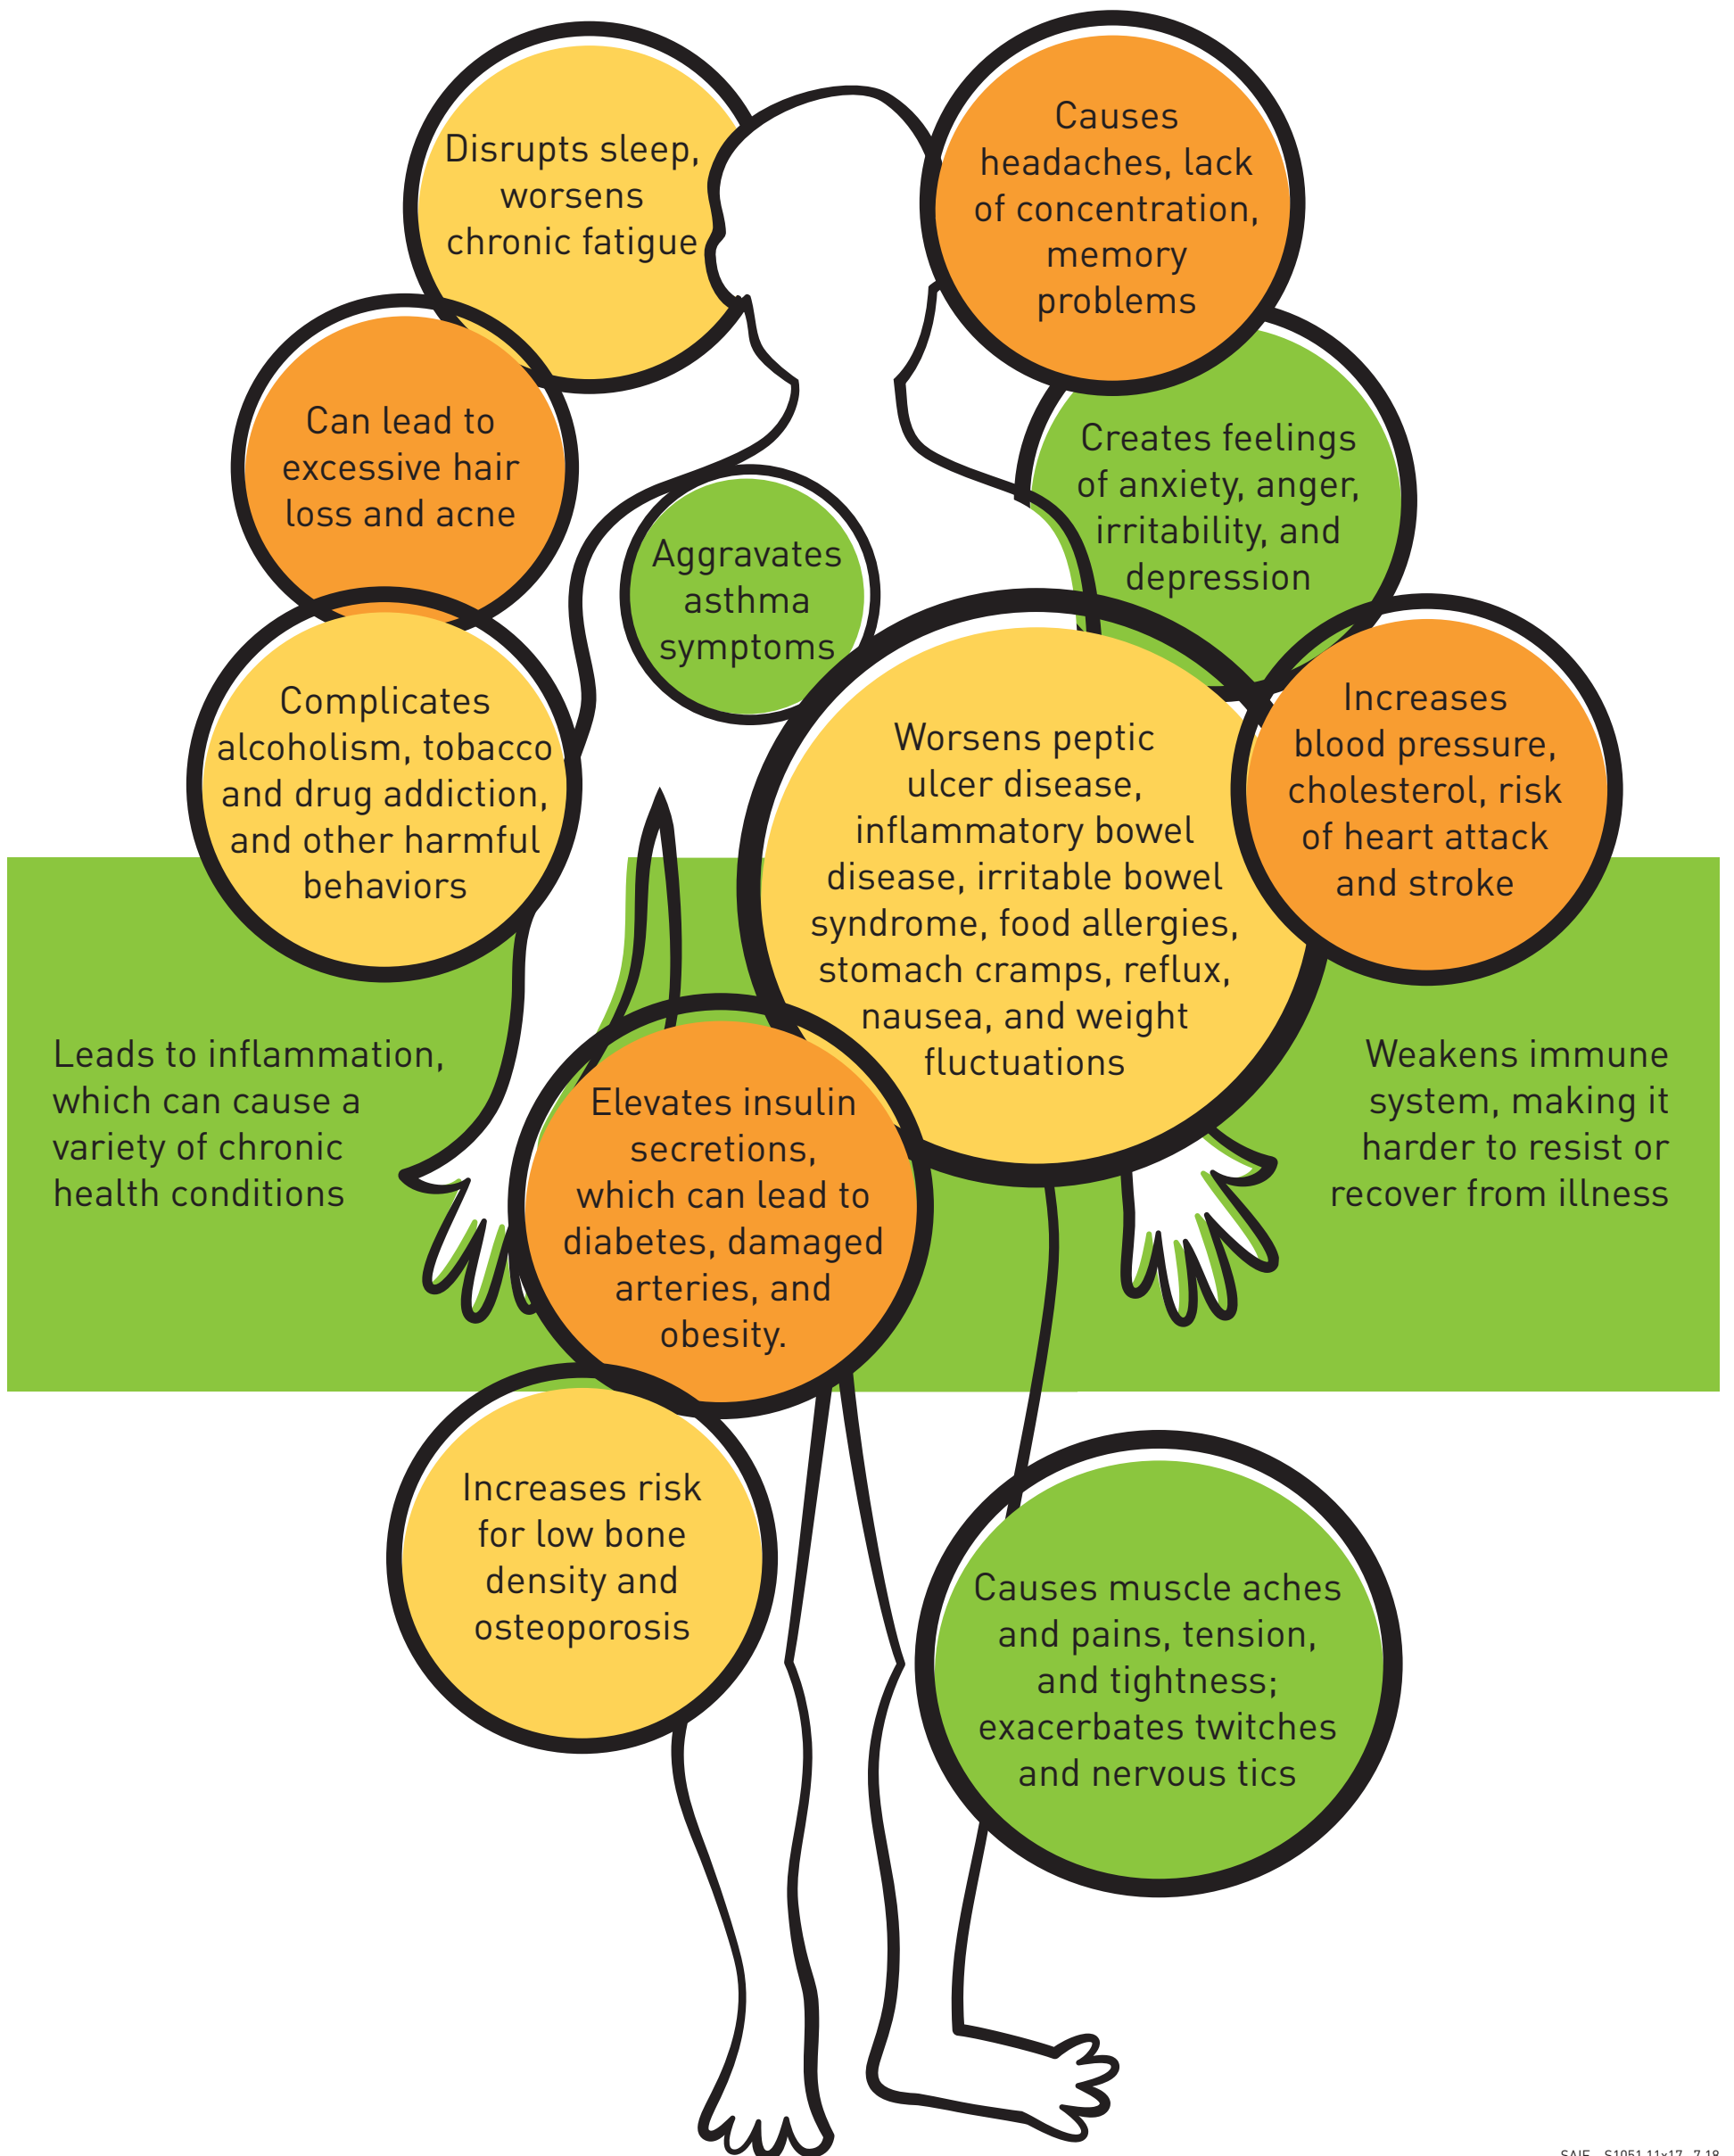 Disrupts sleep,
worsens
chronic fatigue
Causes
headaches, lack
of concentration,
memory
problems
Can lead to
excessive hair
loss and acne
Creates feelings
of anxiety, anger,
irritability, and
depression
Aggravates
asthma
symptoms
Complicates
alcoholism, tobacco
and drug addiction,
and other harmful
behaviors
Worsens peptic
ulcer disease,
inflammatory bowel
disease, irritable bowel
syndrome, food allergies,
stomach cramps, reflux,
nausea, and weight
fluctuations
Increases
blood pressure,
cholesterol, risk
of heart attack
and stroke
Leads to inflammation,
which can cause a
variety of chronic
health conditions
Elevates insulin
secretions,
which can lead to
diabetes, damaged
arteries, and
obesity.
Weakens immune
system, making it
harder to resist or
recover from illness
Increases risk
for low bone
density and
osteoporosis
Causes muscle aches
and pains, tension,
and tightness;
exacerbates twitches
and nervous tics
SAIF S1051 11x17 7.18